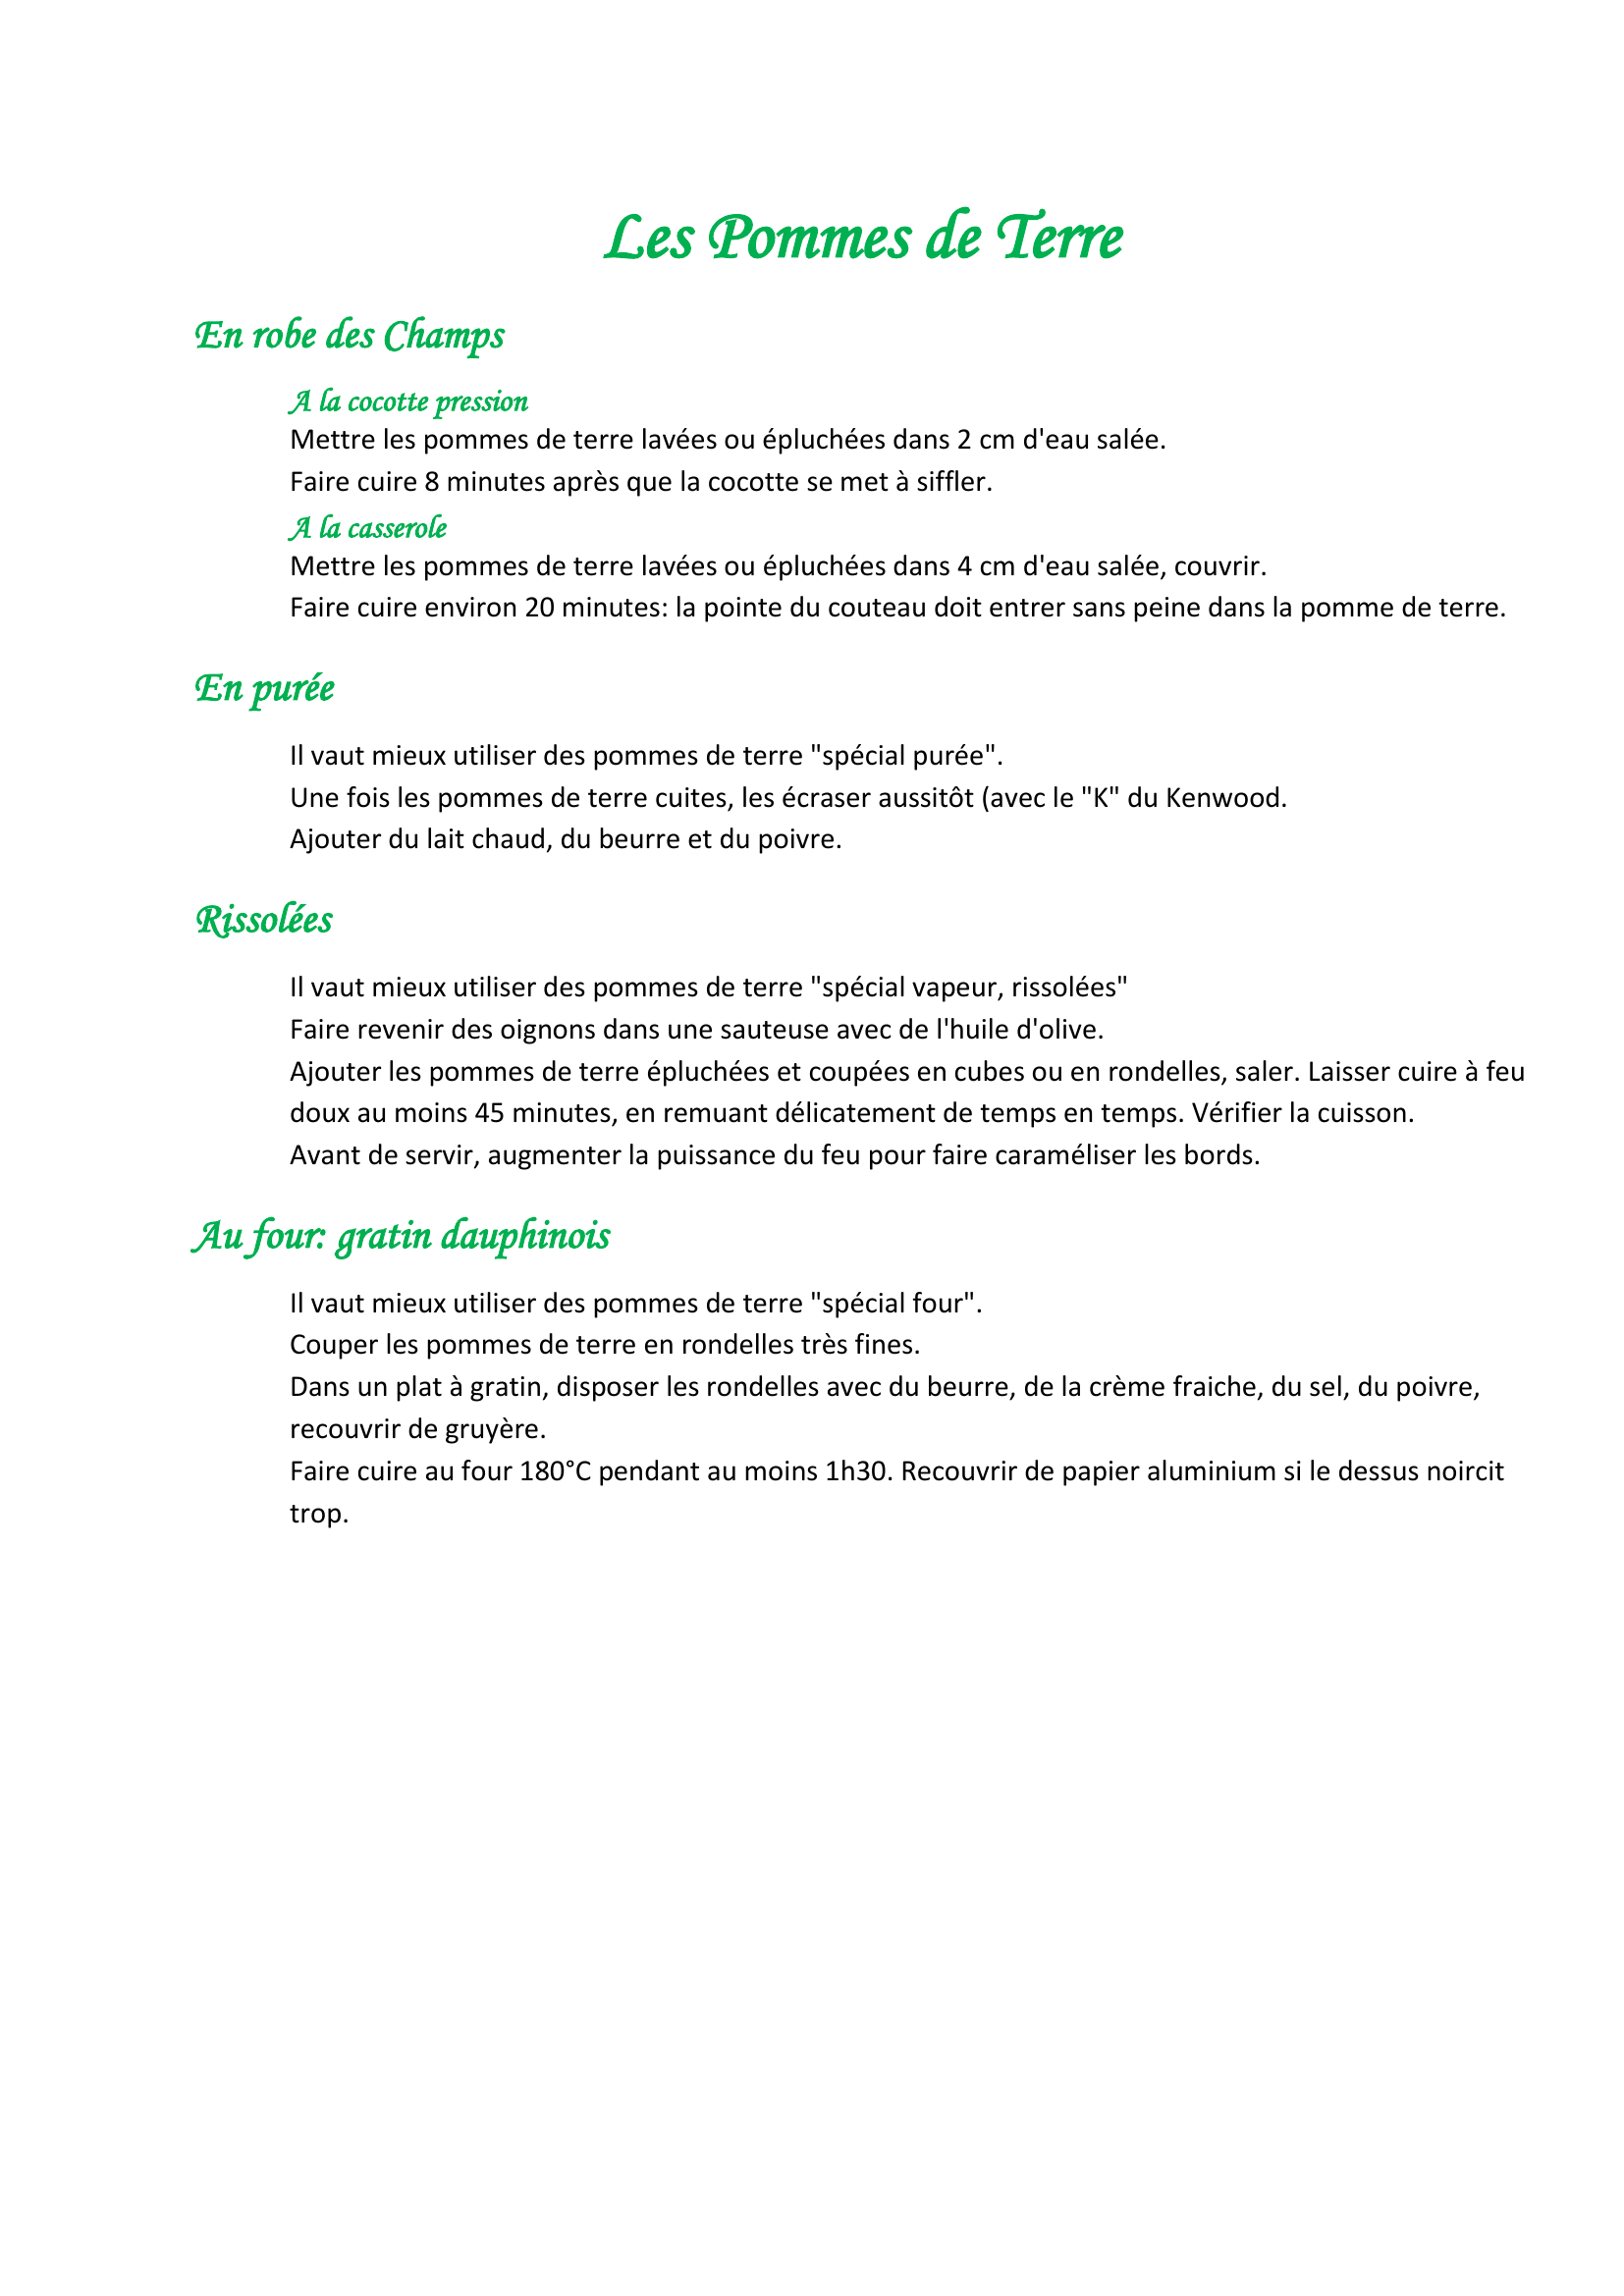 Les Pommes de Terre
En robe des Champs
A la cocotte pression
Mettre les pommes de terre lavées ou épluchées dans 2 cm d'eau salée.
Faire cuire 8 minutes après que la cocotte se met à siffler.
A la casserole
Mettre les pommes de terre lavées ou épluchées dans 4 cm d'eau salée, couvrir.
Faire cuire environ 20 minutes: la pointe du couteau doit entrer sans peine dans la pomme de terre.
En purée
Il vaut mieux utiliser des pommes de terre "spécial purée".
Une fois les pommes de terre cuites, les écraser aussitôt (avec le "K" du Kenwood.
Ajouter du lait chaud, du beurre et du poivre.
Rissolées
Il vaut mieux utiliser des pommes de terre "spécial vapeur, rissolées"
Faire revenir des oignons dans une sauteuse avec de l'huile d'olive.
Ajouter les pommes de terre épluchées et coupées en cubes ou en rondelles, saler. Laisser cuire à feu
doux au moins 45 minutes, en remuant délicatement de temps en temps. Vérifier la cuisson.
Avant de servir, augmenter la puissance du feu pour faire caraméliser les bords.
Au four: gratin dauphinois
Il vaut mieux utiliser des pommes de terre "spécial four".
Couper les pommes de terre en rondelles très fines.
Dans un plat à gratin, disposer les rondelles avec du beurre, de la crème fraiche, du sel, du poivre,
recouvrir de gruyère.
Faire cuire au four 180°C pendant au moins 1h30. Recouvrir de papier aluminium si le dessus noircit
trop.